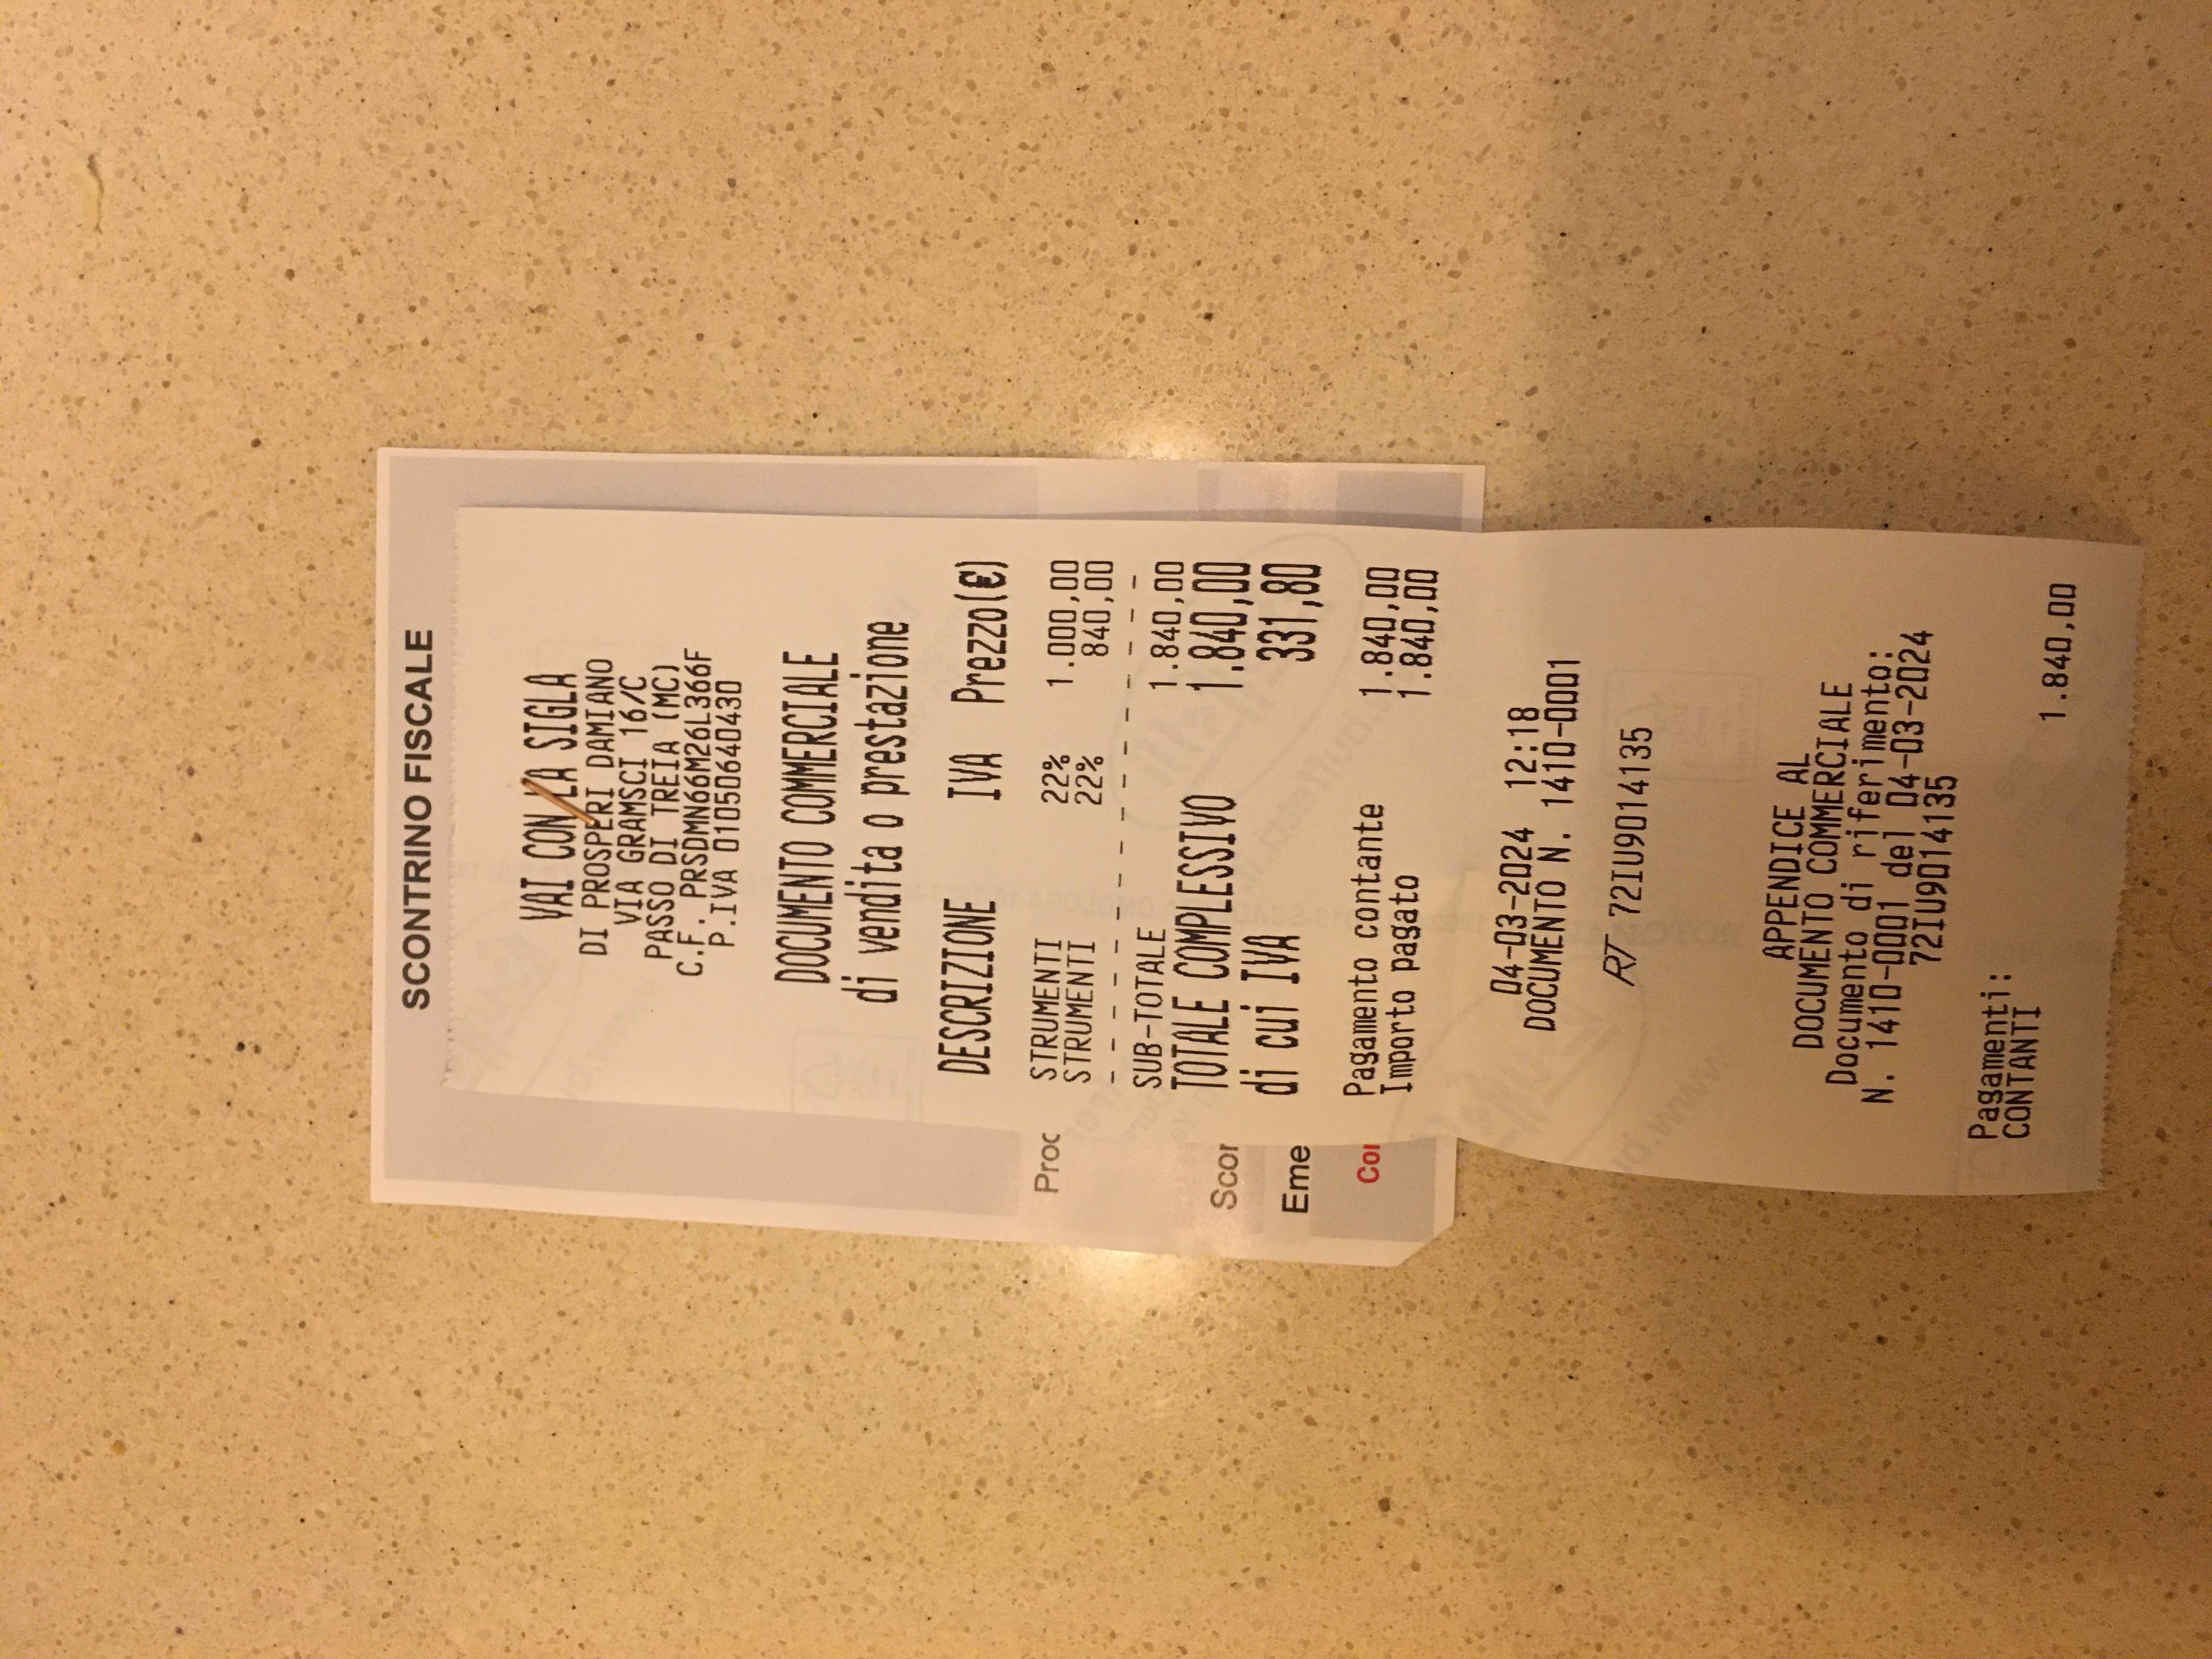 SCONTRINO FISCALE
VAI CON LA SIGLA
DI PROSPERI DAMIANO
VIA GRAMSCI 16/C
PASSO DI TREIA (MC)
C.F. PRSDMN66M26L366F
P.IVA 01050640430
DOCUMENTO COMMERCIALE
di vendita o prestazione
DESCRIZIONE IVA Prezzo(€)
STRUMENTI 22% 1.000,00
STRUMENTI 22% 840,00
SUB-TOTALE 1.840,00
TOTALE COMPLESSIVO 1.840,00
di cui IVA 331,80
Pagamento contante 1.840,00
Importo pagato 1.840,00
04-03-2024 12:18
DOCUMENTO N. 1410-0001
RT 72IU9014135
APPENDICE AL
DOCUMENTO COMMERCIALE
Documento di riferimento:
N. 1410-0001 del 04-03-2024
72IU9014135
Pagamenti:
CONTANTI 1.840,00
Proc
Scor
Eme